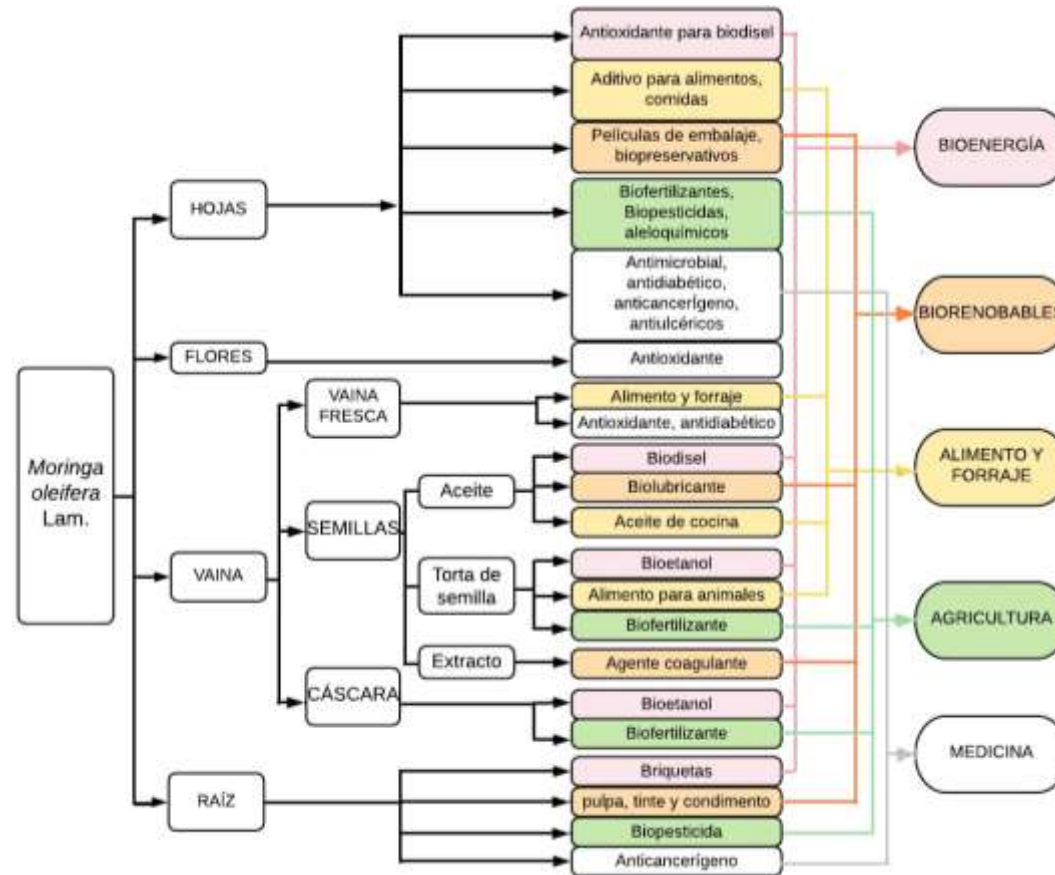 Moringa
oleifera
Lam.
HOJAS
FLORES
VAINA
RAÍZ
VAINA
FRESCA
SEMILLAS
CÁSCARA
Aceite
Torta de
semilla
Extracto
Antioxidante para biodisel
Aditivo para alimentos,
comidas
Películas de embalaje,
biopreservativos
Biofertilizantes,
Biopesticidas,
aleloquímicos
Antimicrobial,
antidiabético,
anticancerígeno,
antiulcéricos
Antioxidante
Alimento y forraje
Antioxidante, antidiabético
Biodisel
Biolubricante
Aceite de cocina
Bioetanol
Alimento para animales
Biofertilizante
Agente coagulante
Bioetanol
Biofertilizante
Briquetas
pulpa, tinte y condimento
Biopesticida
Anticancerígeno
BIOENERGÍA
BIORENOBABLES
ALIMENTO Y
FORRAJE
AGRICULTURA
MEDICINA